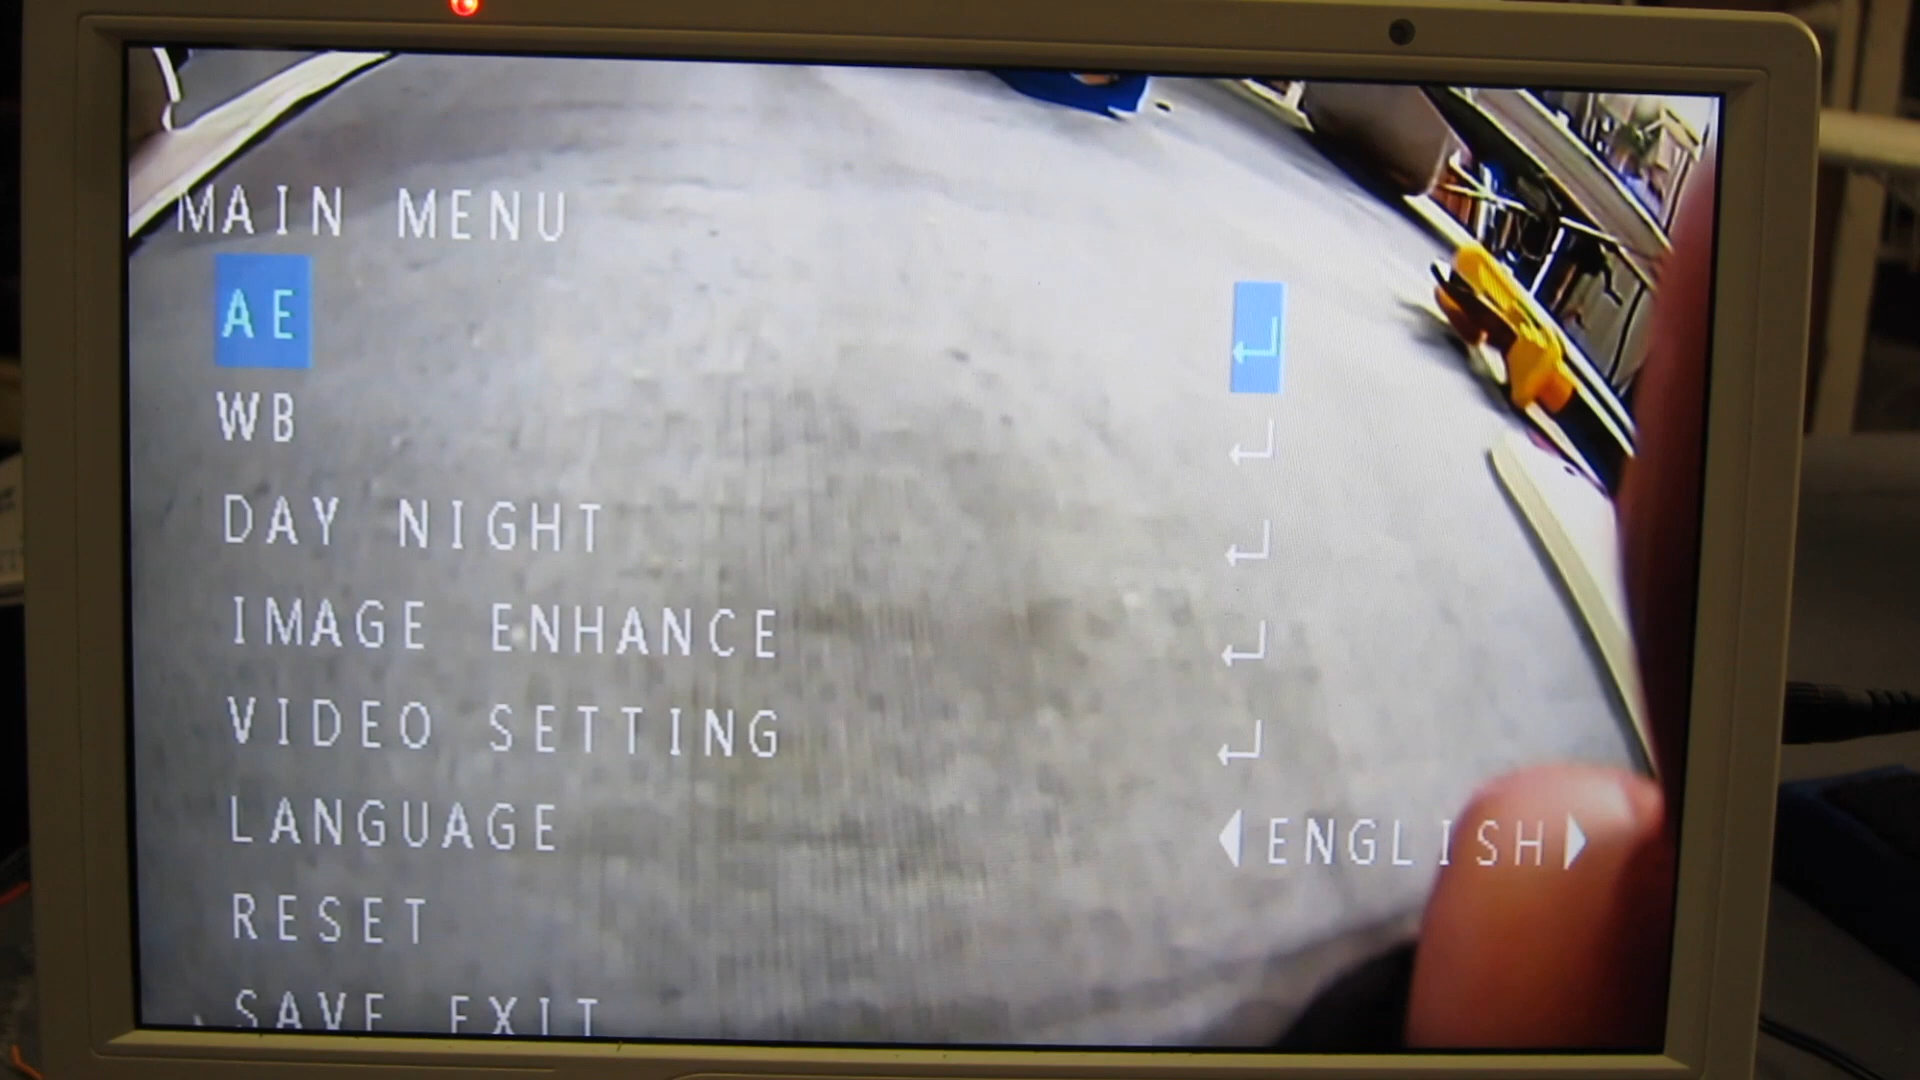 MAIN MENU
AE
WB
DAY NIGHT
IMAGE ENHANCE
VIDEO SETTING
LANGUAGE ENGLISH
RESET
SAVE EXIT